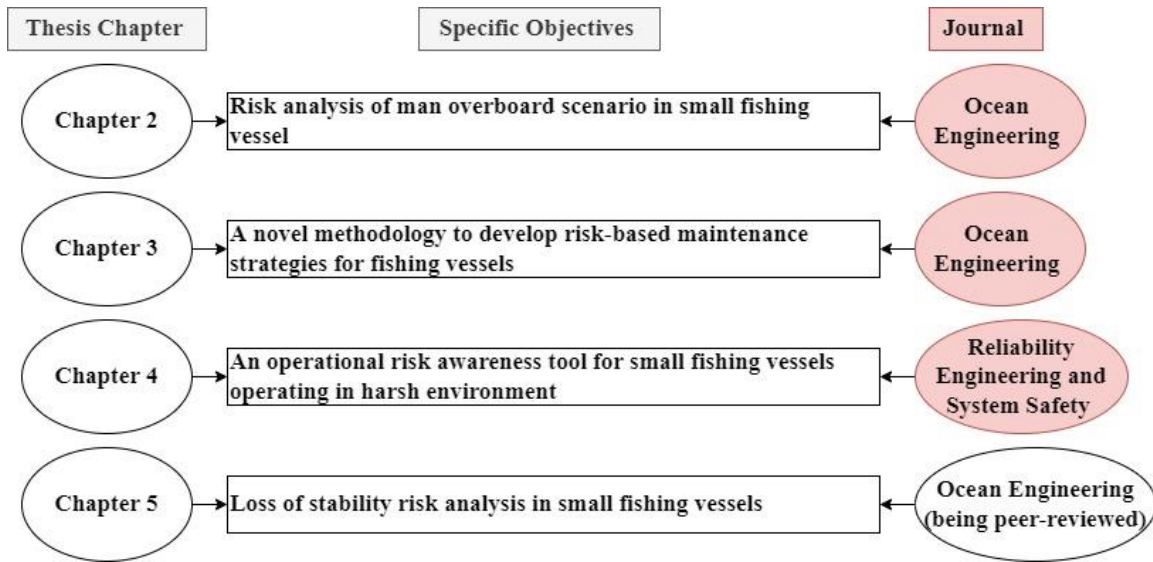 Thesis Chapter
Specific Objectives
Journal
Chapter 2
Risk analysis of man overboard scenario in small fishing
vessel
Ocean
Engineering
Chapter 3
A novel methodology to develop risk-based maintenance
strategies for fishing vessels
Ocean
Engineering
Chapter 4
An operational risk awareness tool for small fishing vessels
operating in harsh environment
Reliability
Engineering and
System Safety
Chapter 5
Loss of stability risk analysis in small fishing vessels
Ocean Engineering
(being peer-reviewed)